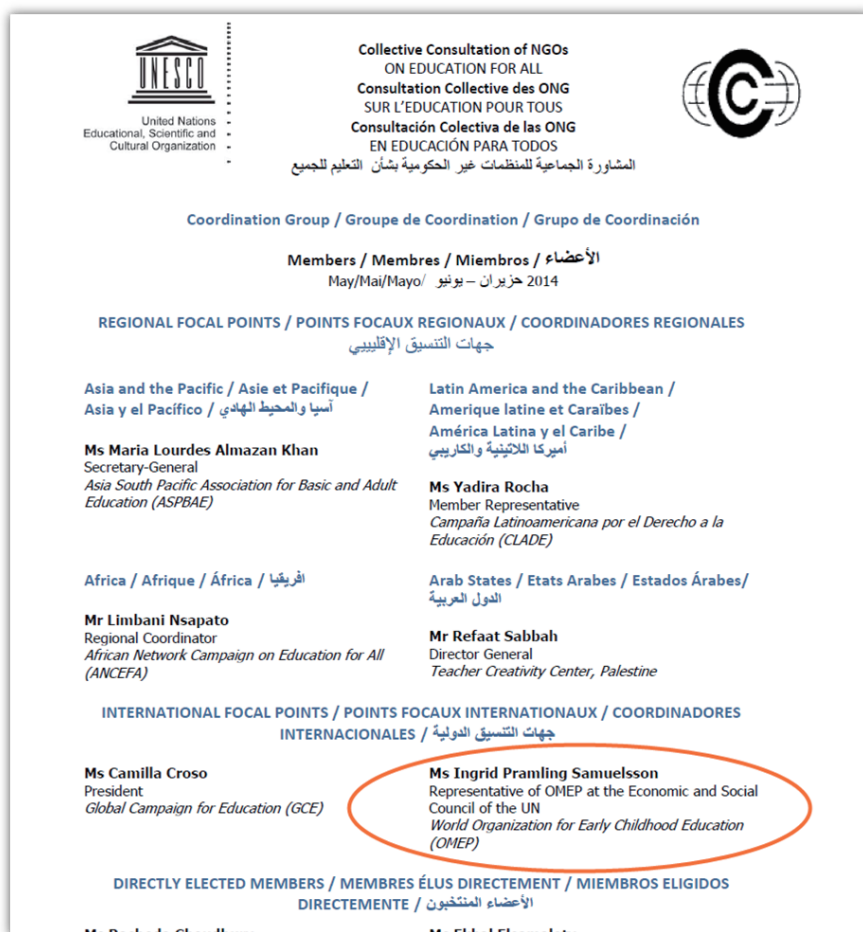 UNESCO
United Nations
Educational, Scientific and
Cultural Organization
Collective Consultation of NGOs
ON EDUCATION FOR ALL
Consultation Collective des ONG
SUR L'EDUCATION POUR TOUS
Consultación Colectiva de las ONG
EN EDUCACIÓN PARA TODOS
المشاورة الجماعية للمنظمات غير الحكومية بشأن التعليم للجميع
Coordination Group / Groupe de Coordination / Grupo de Coordinación
Members / Membres / Miembros / الأعضاء
May/Mai/Mayo/ حزيران – يونيو 2014
REGIONAL FOCAL POINTS / POINTS FOCAUX REGIONAUX / COORDINADORES REGIONALES
جهات التنسيق الإقلييي
Asia and the Pacific / Asie et Pacifique /
Asia y el Pacífico / آسيا والمحيط الهادي
Ms Maria Lourdes Almazan Khan
Secretary-General
Asia South Pacific Association for Basic and Adult
Education (ASPBAE)
Latin America and the Caribbean /
Amerique latine et Caraïbes /
América Latina y el Caribe /
أميركا اللاتينية والكاريبي
Ms Yadira Rocha
Member Representative
Campaña Latinoamericana por el Derecho a la
Educación (CLADE)
Africa / Afrique / África / افريقيا
Mr Limbani Nsapato
Regional Coordinator
African Network Campaign on Education for All
(ANCEFA)
Arab States / Etats Arabes / Estados Árabes/
الدول العربية
Mr Refaat Sabbah
Director General
Teacher Creativity Center, Palestine
INTERNATIONAL FOCAL POINTS / POINTS FOCAUX INTERNATIONAUX / COORDINADORES
INTERNACIONALES / جهات التنسيق الدولية
Ms Camilla Croso
President
Global Campaign for Education (GCE)
Ms Ingrid Pramling Samuelsson
Representative of OMEP at the Economic and Social
Council of the UN
World Organization for Early Childhood Education
(OMEP)
DIRECTLY ELECTED MEMBERS / MEMBRES ÉLUS DIRECTEMENT / MIEMBROS ELIGIDOS
DIRECTEMENTE / الأعضاء المنتخبون